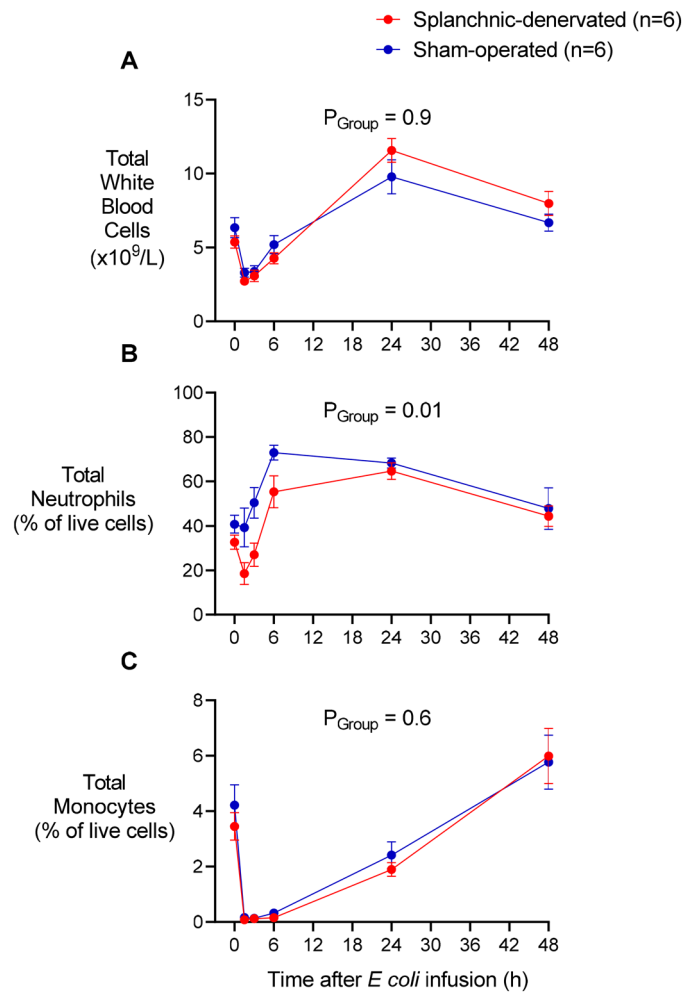 Splanchnic-denervated (n=6)
Sham-operated (n=6)
A
Total
White
Blood
Cells
(x10⁹/L)
P_Group = 0.9
15
10
5
0
0 6 12 18 24 30 36 42 48
B
Total
Neutrophils
(% of live cells)
P_Group = 0.01
100
80
60
40
20
0
0 6 12 18 24 30 36 42 48
C
Total
Monocytes
(% of live cells)
P_Group = 0.6
8
6
4
2
0
0 6 12 18 24 30 36 42 48
Time after E coli infusion (h)